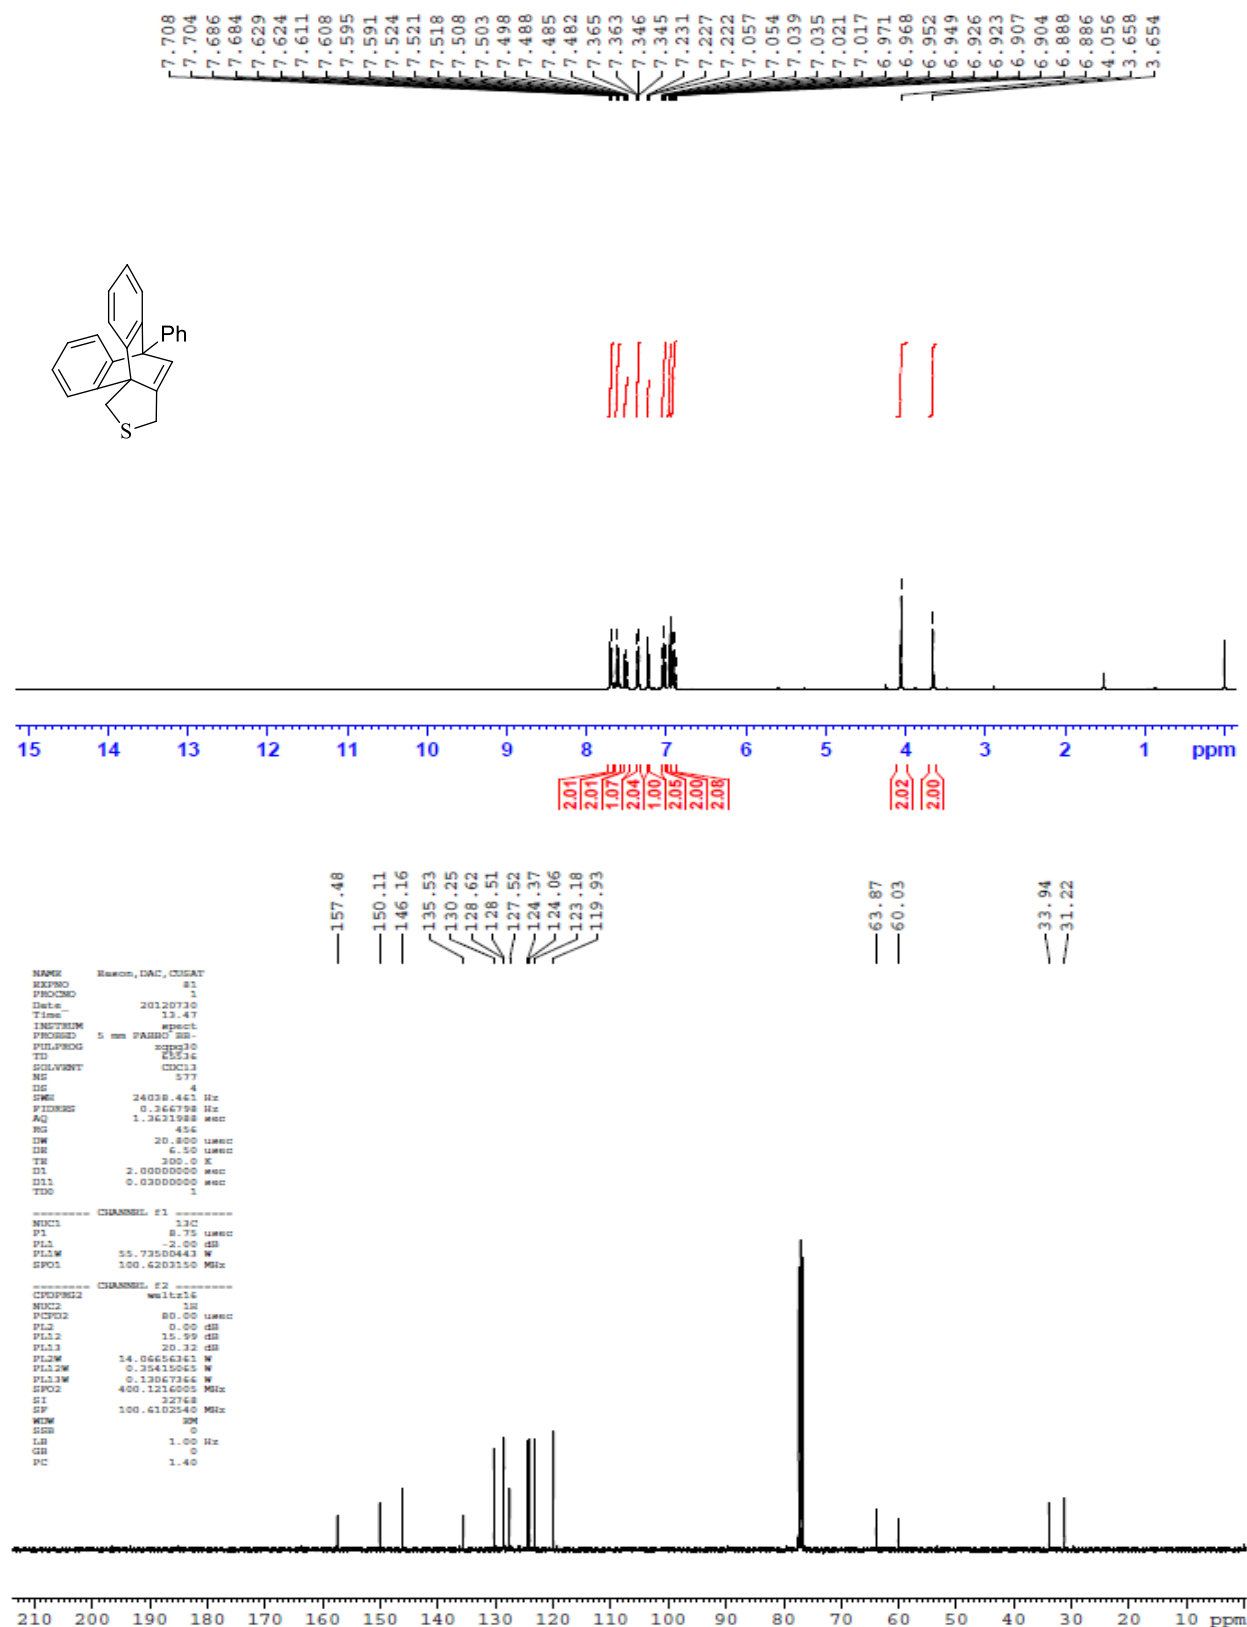 7.708 7.704 7.686 7.684 7.629 7.624 7.611 7.608 7.595 7.591 7.524 7.521 7.518 7.508 7.503 7.498 7.488 7.485 7.482 7.365 7.363 7.346 7.345 7.231 7.227 7.222 7.057 7.054 7.039 7.035 7.021 7.017 6.971 6.968 6.952 6.949 6.926 6.923 6.907 6.904 6.888 6.886 4.056 3.658 3.654
Ph
S
15 14 13 12 11 10 9 8 7 6 5 4 3 2 1 ppm
2.01 2.01 1.07 2.04 1.00 2.05 2.00 2.08 2.02 2.00
157.48 150.11 146.16 135.53 130.25 128.62 128.51 127.52 124.37 124.06 123.18 119.93 63.87 60.03 33.94 31.22
NAME Eason,DAC,CUSAT
EXPNO 81
PROCNO 1
Date_ 20120730
Time 13.47
INSTRUM spect
PROBHD 5 mm PABBO BB-
PULPROG zgpg30
TD 65536
SOLVENT CDCl3
NS 577
DS 4
SWH 24038.461 Hz
FIDRES 0.366798 Hz
AQ 1.3631988 sec
RG 456
DW 20.800 usec
DE 6.50 usec
TE 300.0 K
D1 2.00000000 sec
D11 0.03000000 sec
TD0 1
======== CHANNEL f1 ========
NUC1 13C
P1 8.75 usec
PL1 -2.00 dB
PL1W 55.73500443 W
SFO1 100.6203150 MHz
======== CHANNEL f2 ========
CPDPRG2 waltz16
NUC2 1H
PCPD2 80.00 usec
PL2 0.00 dB
PL12 15.99 dB
PL13 20.32 dB
PL2W 14.06656361 W
PL12W 0.35415065 W
PL13W 0.13067366 W
SFO2 400.1216005 MHz
SI 32768
SF 100.6102540 MHz
WDW EM
SSB 0
LB 1.00 Hz
GB 0
PC 1.40
210 200 190 180 170 160 150 140 130 120 110 100 90 80 70 60 50 40 30 20 10 ppm